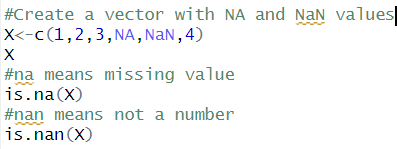 #Create a vector with NA and NaN values
X<-c(1,2,3,NA,NaN,4)
X
#na means missing value
is.na(X)
#nan means not a number
is.nan(X)